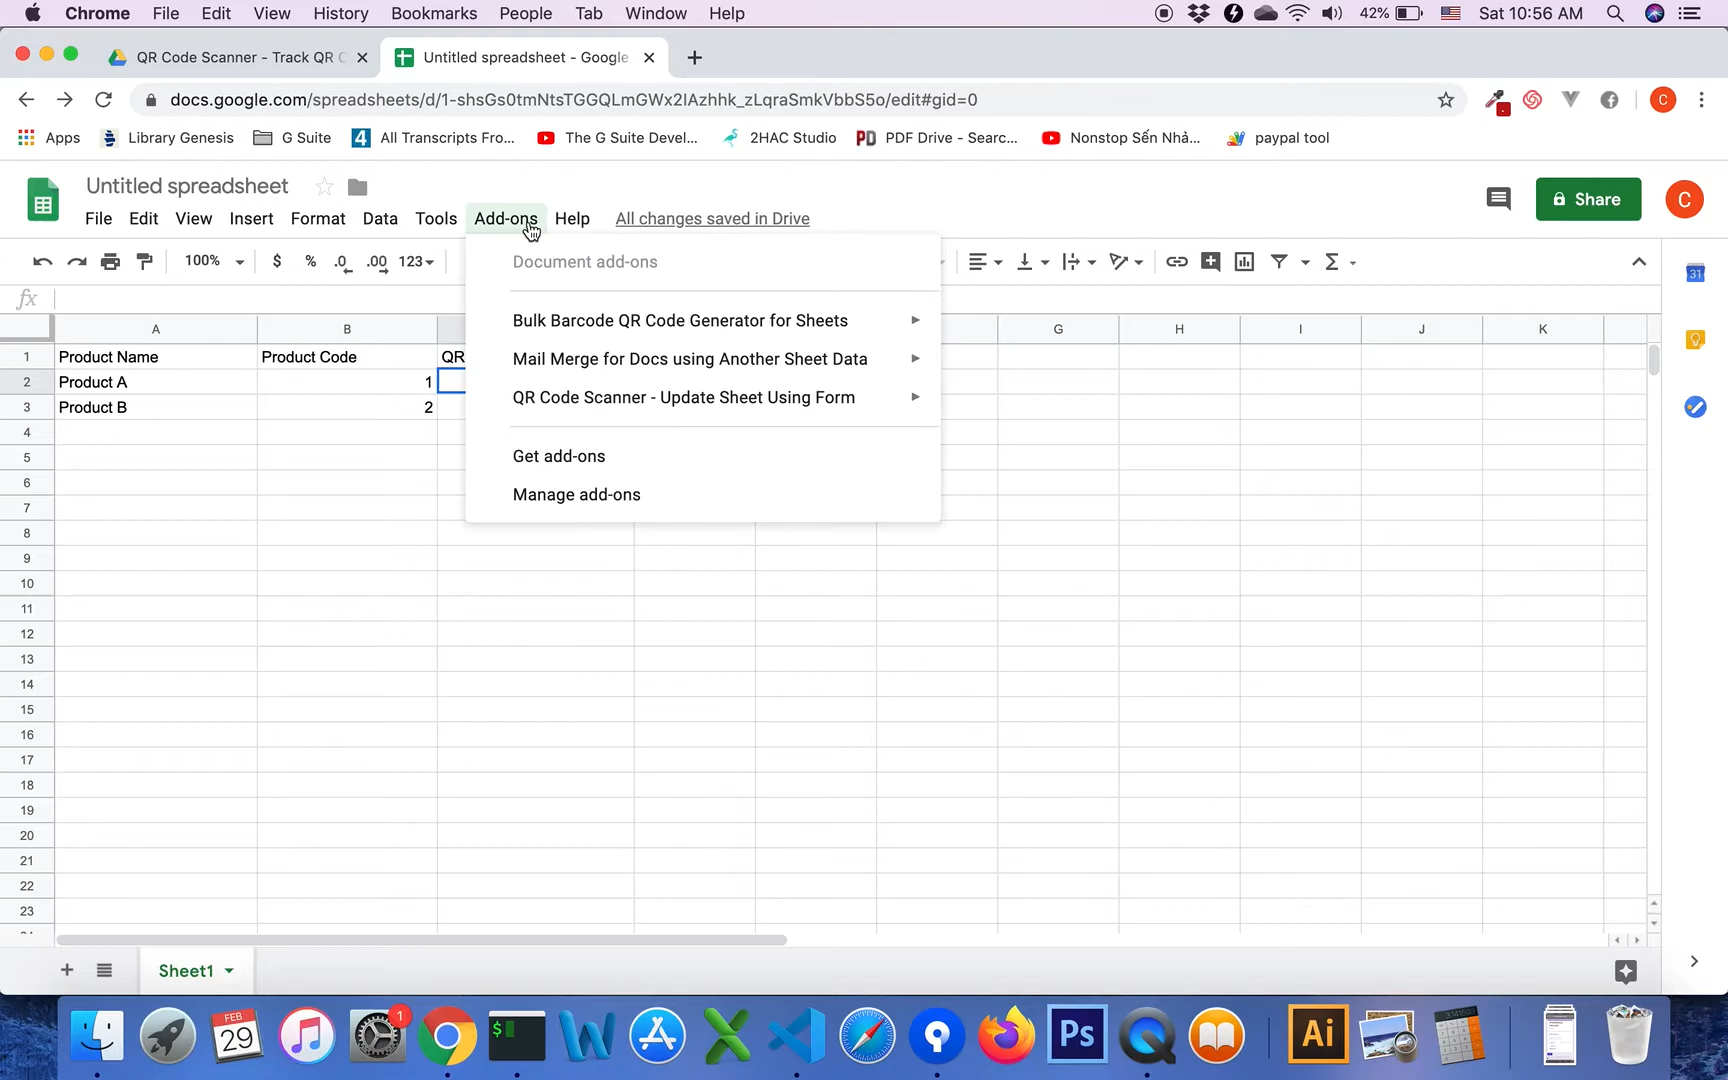 Chrome File Edit View History Bookmarks People Tab Window Help 42% Sat 10:56 AM
QR Code Scanner - Track QR C Untitled spreadsheet - Google
docs.google.com/spreadsheets/d/1-shsGs0tmNtsTGGQLmGWx2IAzhhk_zLqraSmkVbbS5o/edit#gid=0 C
Apps Library Genesis G Suite 4 All Transcripts Fro... The G Suite Devel... 2HAC Studio PD PDF Drive - Searc... Nonstop Sến Nhả... paypal tool
Untitled spreadsheet
File Edit View Insert Format Data Tools Add-ons Help All changes saved in Drive Share C
100% $ % .0 .00 123 Σ 31
Document add-ons
fx
Bulk Barcode QR Code Generator for Sheets
A B G H I J K
1 Product Name Product Code QR
Mail Merge for Docs using Another Sheet Data
2 Product A 1
QR Code Scanner - Update Sheet Using Form
3 Product B 2
4
Get add-ons
5
6
Manage add-ons
7
8
9
10
11
12
13
14
15
16
17
18
19
20
21
22
23
Sheet1
FEB 29 1 $ W X Ps Ai